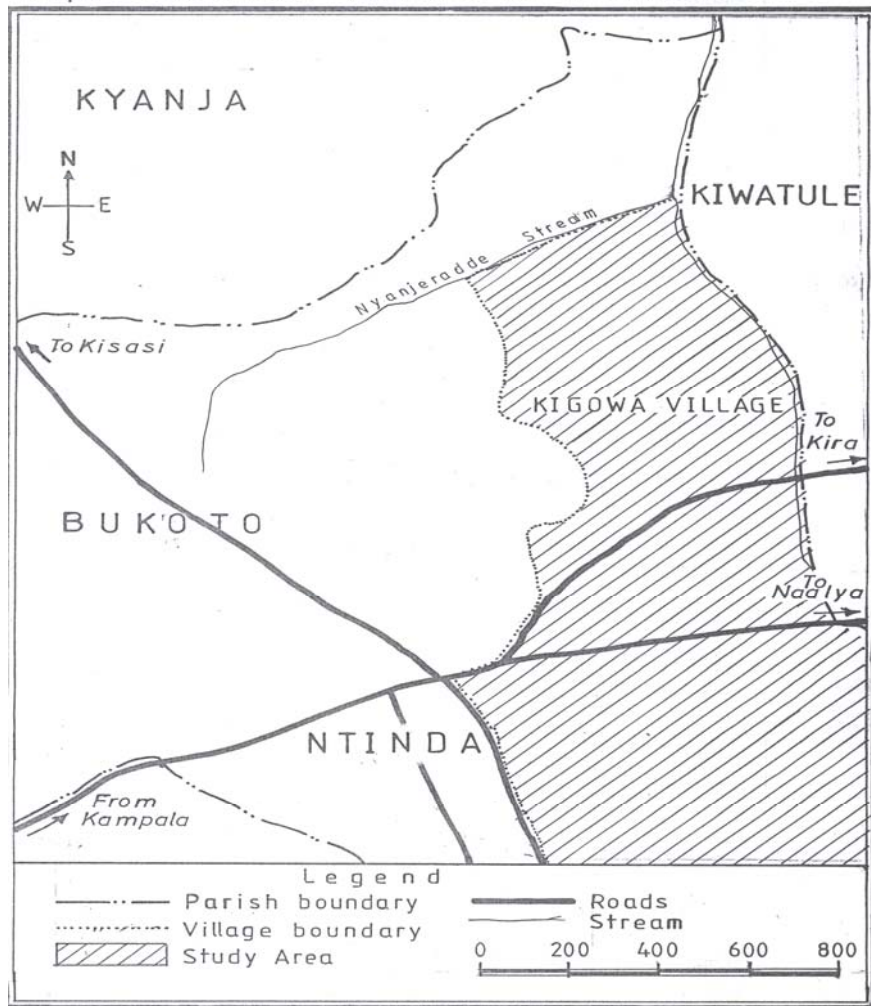 KYANJA
N
W E
S
KIWATULE
Nyanjeradde Stream
To Kisasi
KIGOWA VILLAGE
To
Kira
BUKOTO
To
Naalya
NTINDA
From
Kampala
Legend
Parish boundary
Village boundary
Study Area
Roads
Stream
0 200 400 600 800